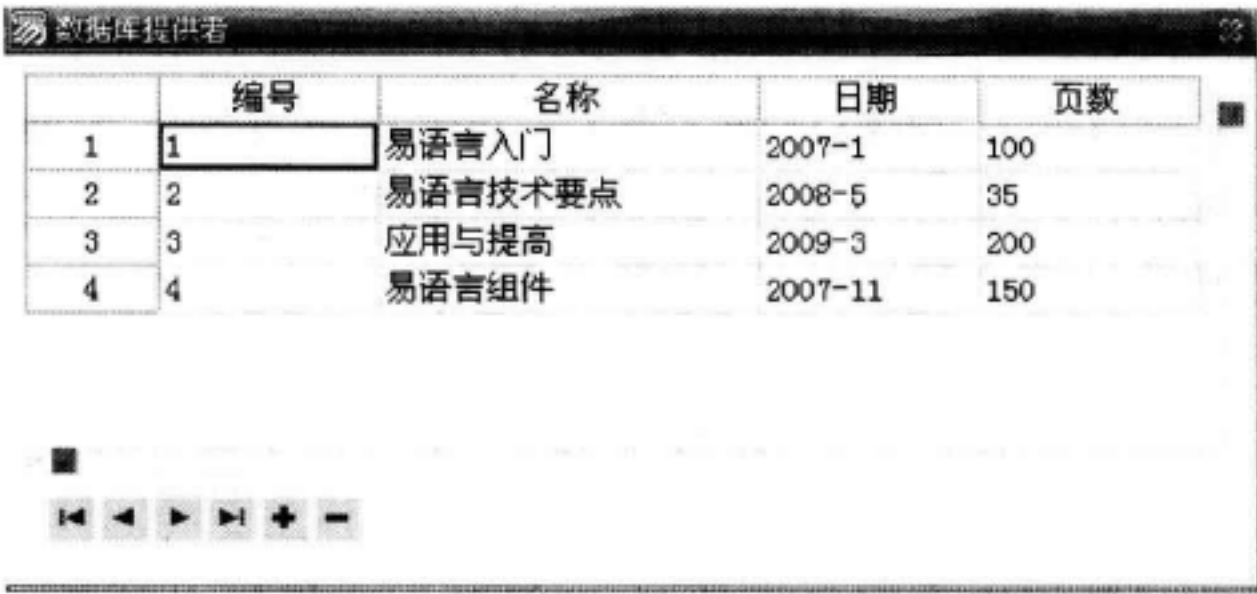 易 数据库提供者
编号 名称 日期 页数
1 1 易语言入门 2007-1 100
2 2 易语言技术要点 2008-5 35
3 3 应用与提高 2009-3 200
4 4 易语言组件 2007-11 150